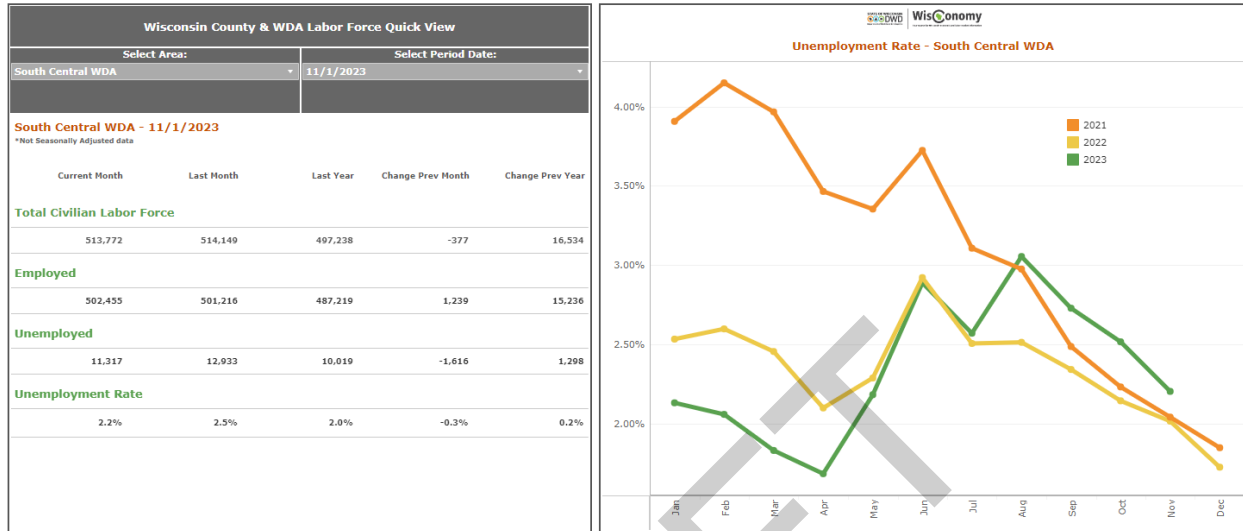 Wisconsin County & WDA Labor Force Quick View
Select Area: Select Period Date:
South Central WDA 11/1/2023
South Central WDA - 11/1/2023
*Not Seasonally Adjusted data
Current Month Last Month Last Year Change Prev Month Change Prev Year
Total Civilian Labor Force
513,772 514,149 497,238 -377 16,534
Employed
502,455 501,216 487,219 1,239 15,236
Unemployed
11,317 12,933 10,019 -1,616 1,298
Unemployment Rate
2.2% 2.5% 2.0% -0.3% 0.2%
DWD WisConomy
Unemployment Rate - South Central WDA
4.00%
3.50%
3.00%
2.50%
2.00%
2021
2022
2023
Jan Feb Mar Apr May Jun Jul Aug Sep Oct Nov Dec